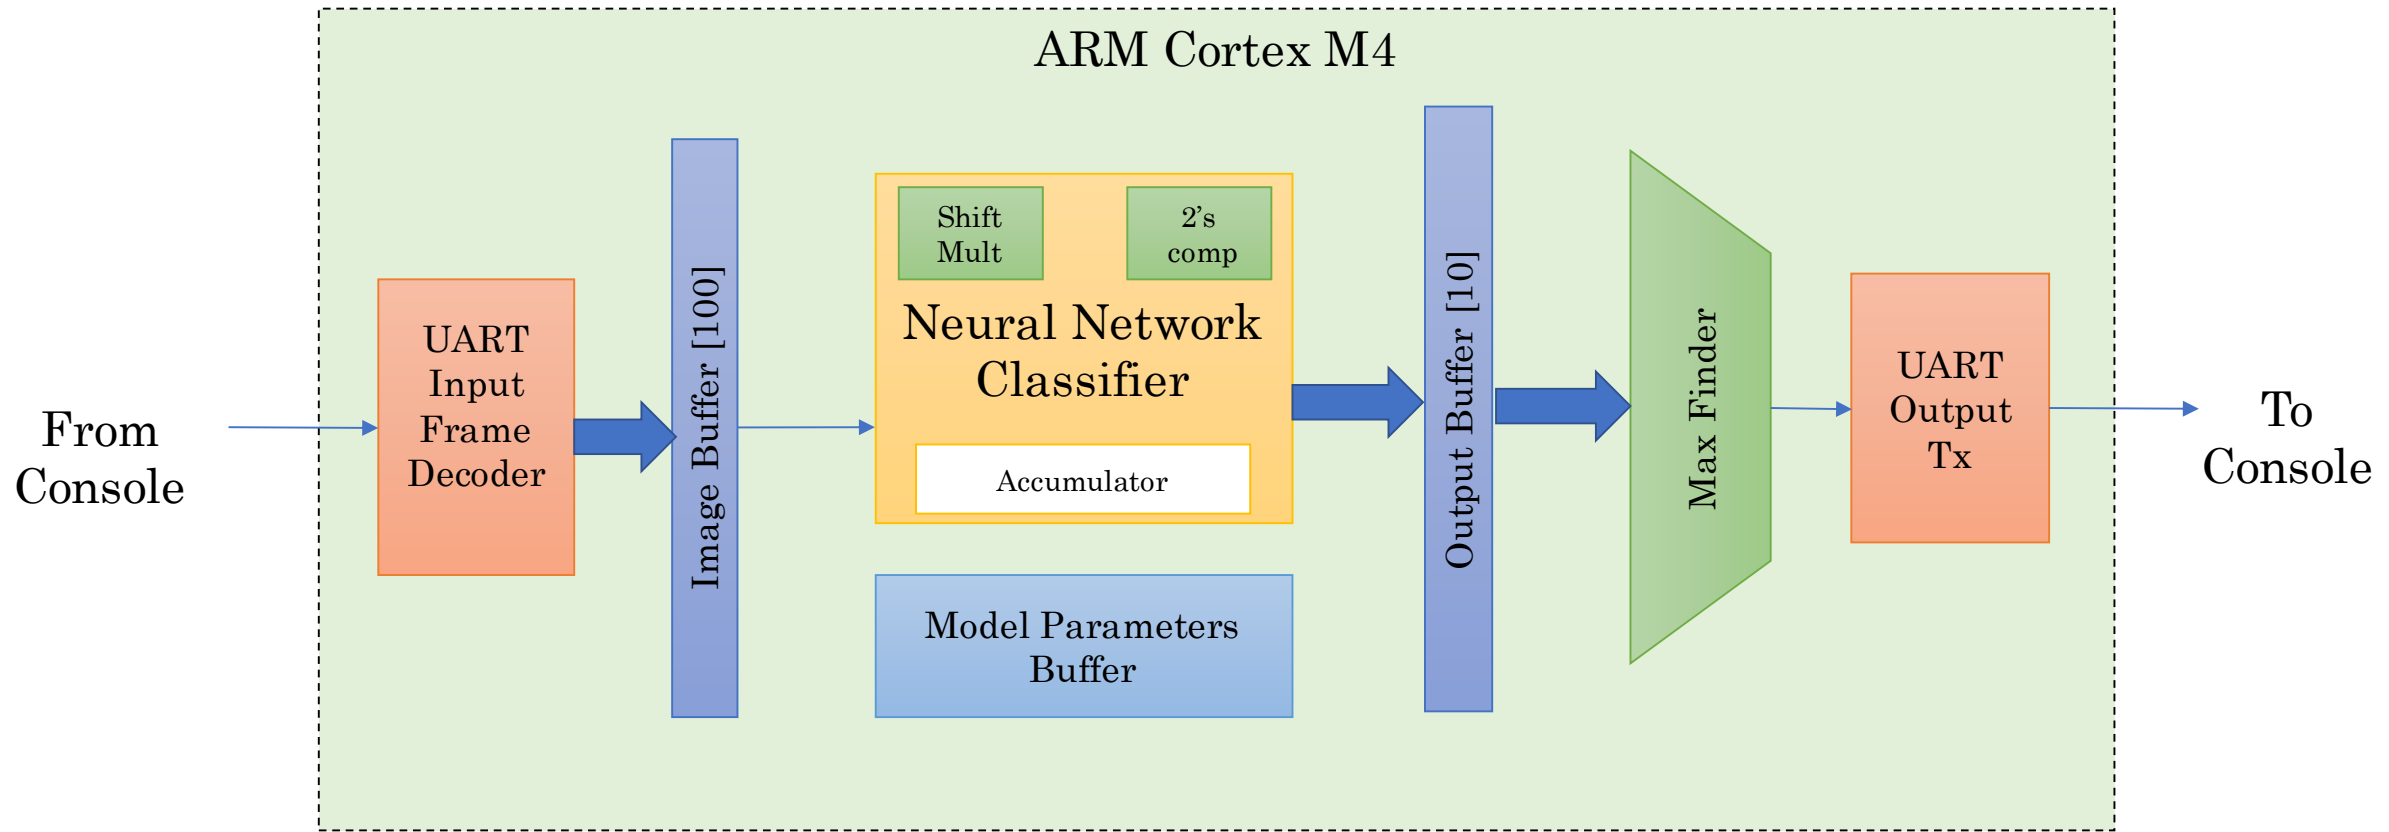 ARM Cortex M4
From
Console
UART
Input
Frame
Decoder
Image Buffer [100]
Shift
Mult
2's
comp
Neural Network
Classifier
Accumulator
Model Parameters
Buffer
Output Buffer [10]
Max Finder
UART
Output
Tx
To
Console